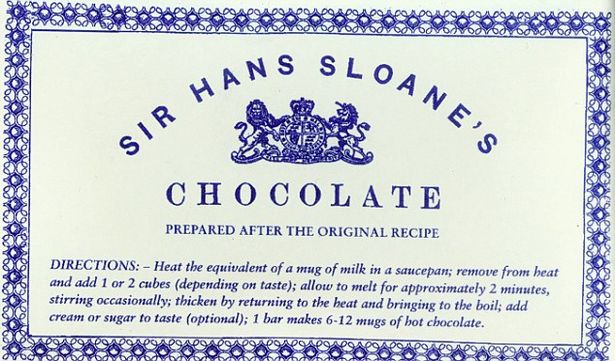 SIR HANS SLOANE'S
CHOCOLATE
PREPARED AFTER THE ORIGINAL RECIPE
DIRECTIONS: – Heat the equivalent of a mug of milk in a saucepan; remove from heat
and add 1 or 2 cubes (depending on taste); allow to melt for approximately 2 minutes,
stirring occasionally; thicken by returning to the heat and bringing to the boil; add
cream or sugar to taste (optional); 1 bar makes 6-12 mugs of hot chocolate.